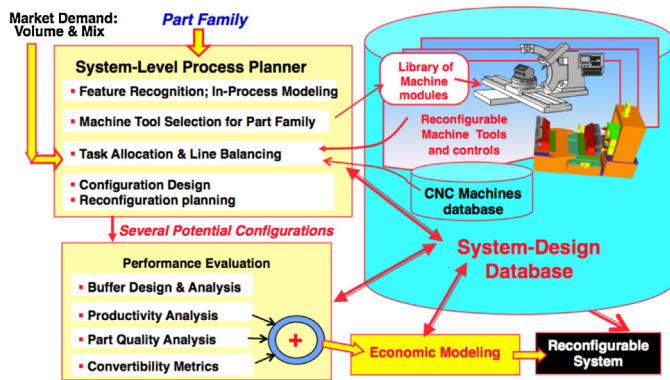 Market Demand:
Volume & Mix
Part Family
System-Level Process Planner
▪ Feature Recognition; In-Process Modeling
▪ Machine Tool Selection for Part Family
▪ Task Allocation & Line Balancing
▪ Configuration Design
▪ Reconfiguration planning
Library of
Machine
modules
Reconfigurable
Machine Tools
and controls
CNC Machines
database
System-Design
Database
Several Potential Configurations
Performance Evaluation
▪ Buffer Design & Analysis
▪ Productivity Analysis
▪ Part Quality Analysis
▪ Convertibility Metrics
+
Economic Modeling
Reconfigurable
System